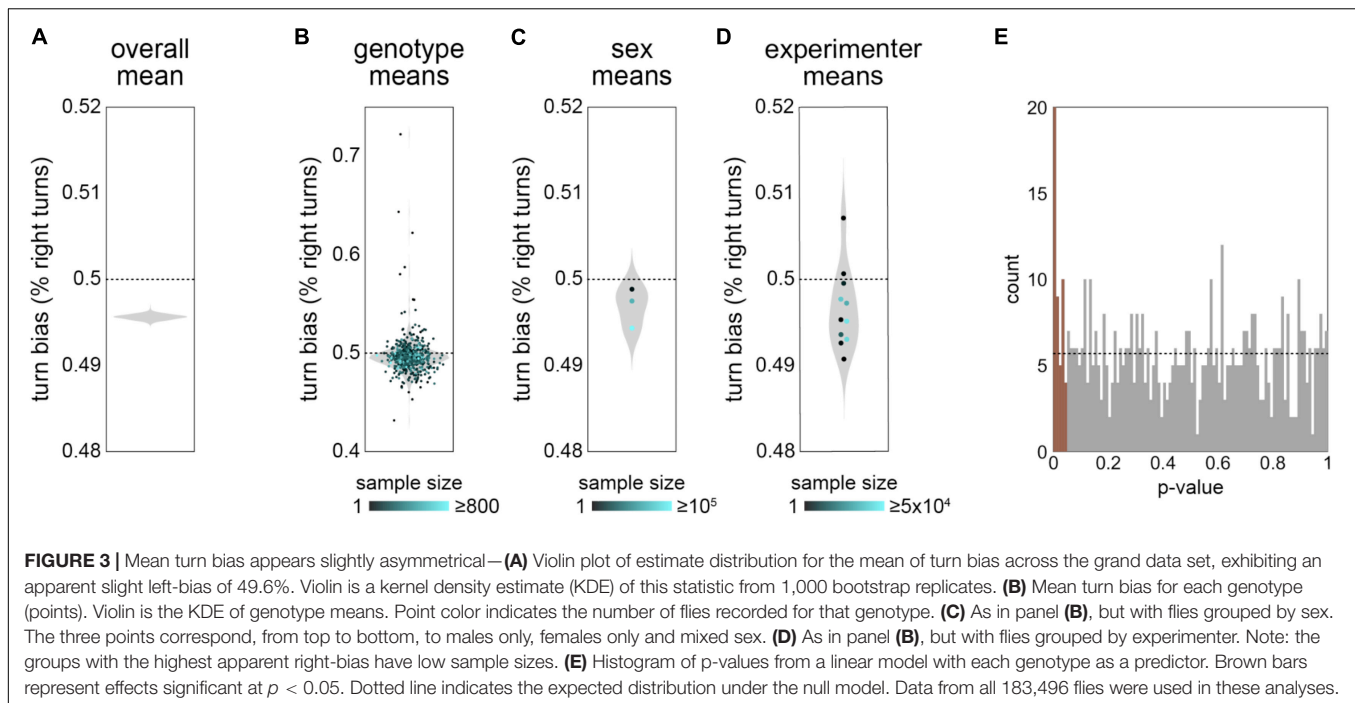 A
overall
mean
0.52
0.51
0.5
0.49
0.48
turn bias (% right turns)
B
genotype
means
0.7
0.6
0.5
0.4
turn bias (% right turns)
sample size
1 ≥800
C
sex
means
0.52
0.51
0.5
0.49
0.48
turn bias (% right turns)
sample size
1 ≥10⁵
D
experimenter
means
0.52
0.51
0.5
0.49
0.48
turn bias (% right turns)
sample size
1 ≥5x10⁴
E
20
15
10
5
0
count
0 0.2 0.4 0.6 0.8 1
p-value
FIGURE 3 | Mean turn bias appears slightly asymmetrical—(A) Violin plot of estimate distribution for the mean of turn bias across the grand data set, exhibiting an
apparent slight left-bias of 49.6%. Violin is a kernel density estimate (KDE) of this statistic from 1,000 bootstrap replicates. (B) Mean turn bias for each genotype
(points). Violin is the KDE of genotype means. Point color indicates the number of flies recorded for that genotype. (C) As in panel (B), but with flies grouped by sex.
The three points correspond, from top to bottom, to males only, females only and mixed sex. (D) As in panel (B), but with flies grouped by experimenter. Note: the
groups with the highest apparent right-bias have low sample sizes. (E) Histogram of p-values from a linear model with each genotype as a predictor. Brown bars
represent effects significant at p < 0.05. Dotted line indicates the expected distribution under the null model. Data from all 183,496 flies were used in these analyses.